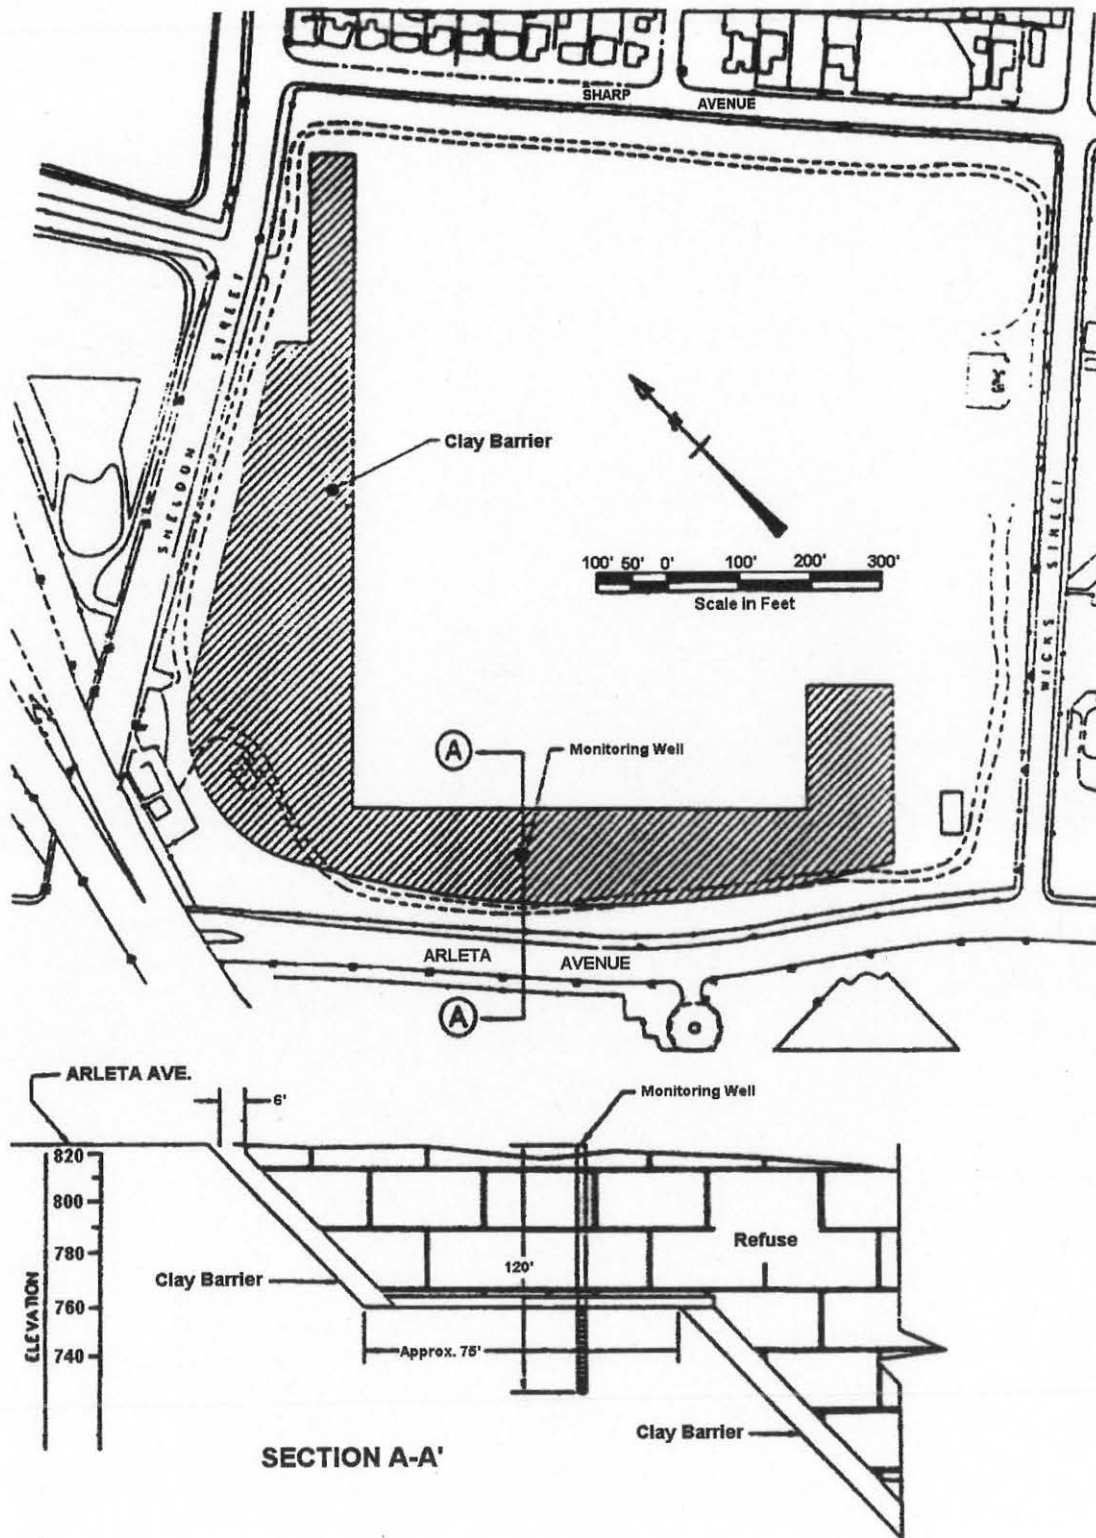 SHARP AVENUE
SHELDON STREET
Clay Barrier
100' 50' 0' 100' 200' 300'
Scale in Feet
WICKS STREET
A
Monitoring Well
ARLETA AVENUE
A
ARLETA AVE.
6'
Monitoring Well
820
800
780
760
740
ELEVATION
Refuse
120'
Clay Barrier
Approx. 75'
Clay Barrier
SECTION A-A'